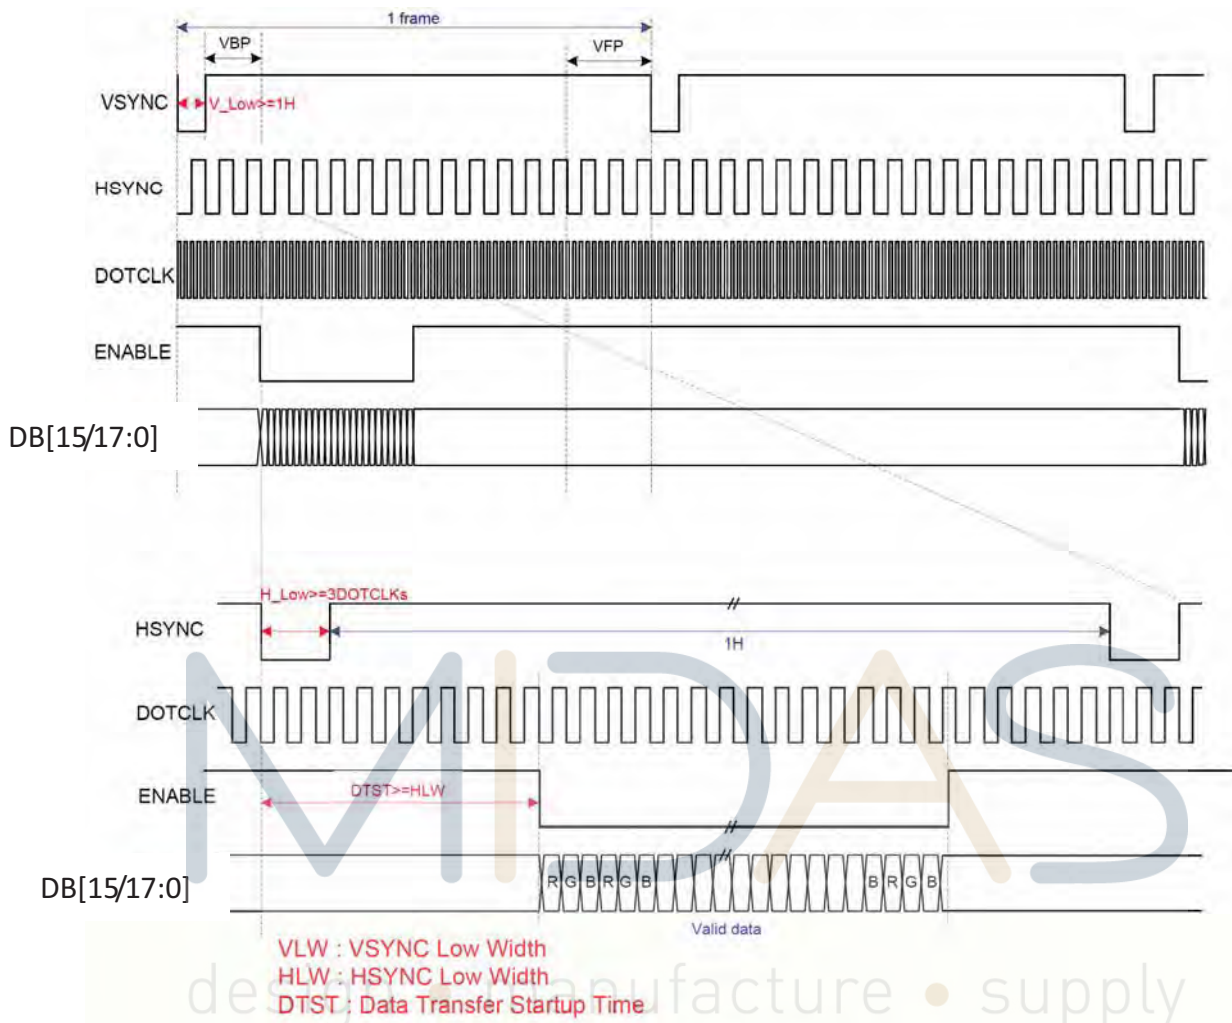 1 frame
VBP
VFP
VSYNC
V_Low>=1H
HSYNC
DOTCLK
ENABLE
DB[15/17:0]
H_Low>=3DOTCLKs
HSYNC
1H
DOTCLK
ENABLE
DTST>=HLW
DB[15/17:0]
R G B R G B B R G B
Valid data
MIDAS
VLW : VSYNC Low Width
HLW : HSYNC Low Width
DTST : Data Transfer Startup Time
design • manufacture • supply